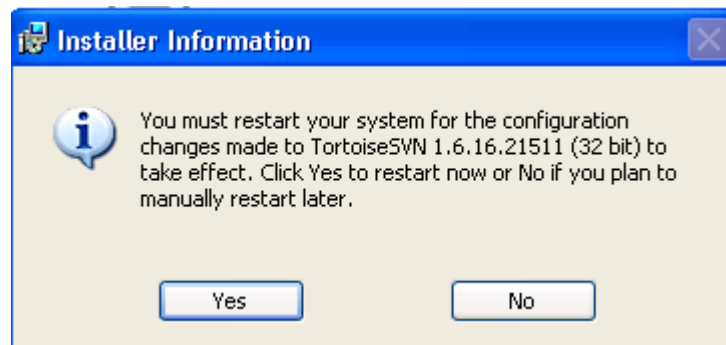 Installer Information
You must restart your system for the configuration
changes made to TortoiseSVN 1.6.16.21511 (32 bit) to
take effect. Click Yes to restart now or No if you plan to
manually restart later.
Yes
No